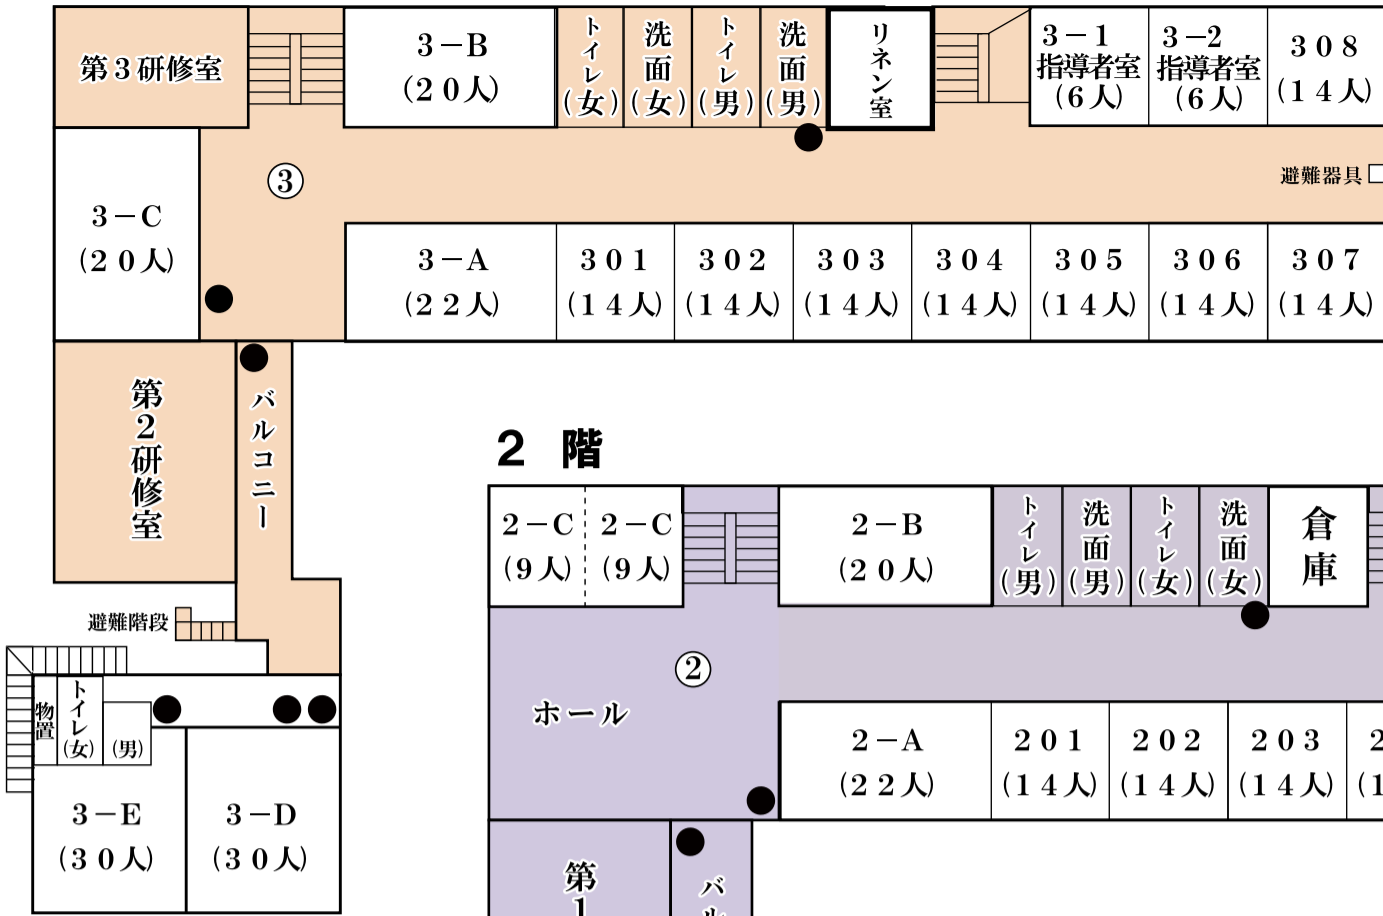 第3研修室
3－B
(20人)
トイレ(女)
洗面(女)
トイレ(男)
洗面(男)
リネン室
3－1
指導者室
(6人)
3－2
指導者室
(6人)
308
(14人)
3－C
(20人)
③
避難器具
3－A
(22人)
301
(14人)
302
(14人)
303
(14人)
304
(14人)
305
(14人)
306
(14人)
307
(14人)
第2研修室
バルコニー
避難階段
物置
トイレ(女)
(男)
3－E
(30人)
3－D
(30人)
2 階
2－C
(9人)
2－C
(9人)
2－B
(20人)
トイレ(男)
洗面(男)
トイレ(女)
洗面(女)
倉庫
②
ホール
2－A
(22人)
201
(14人)
202
(14人)
203
(14人)
2
(1
第1
バル